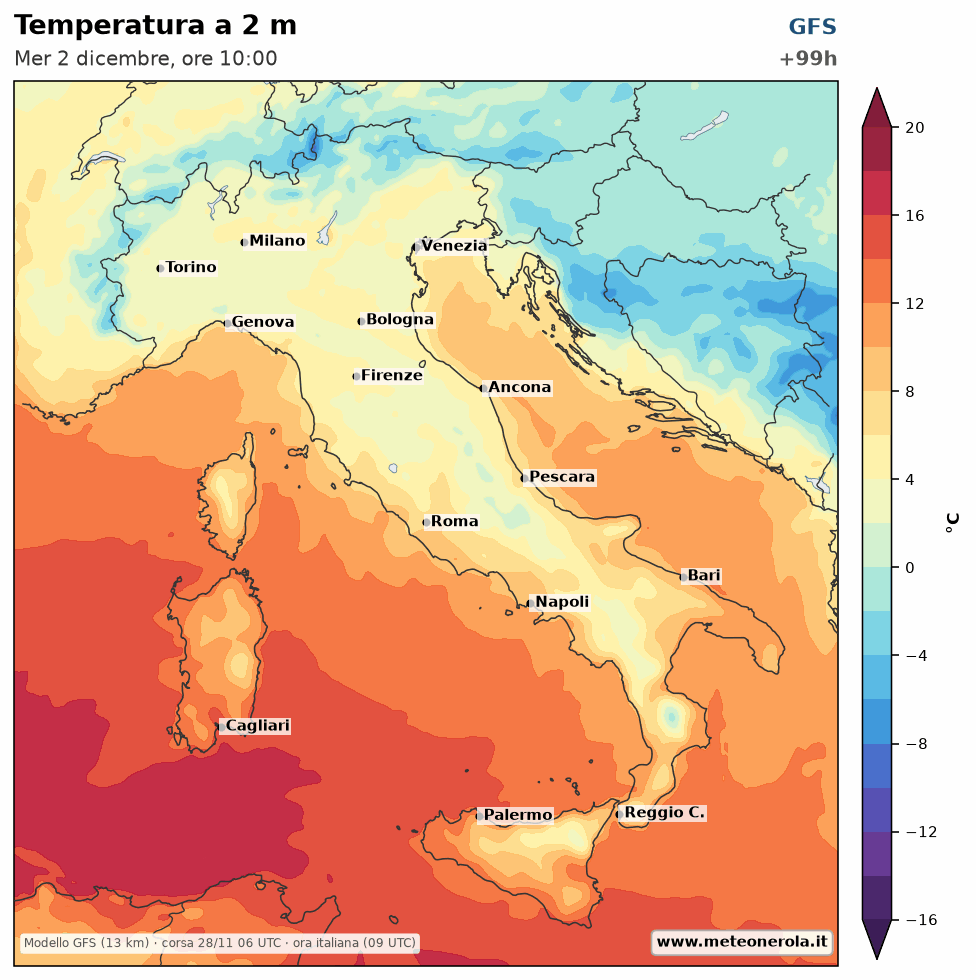 Temperatura a 2 m
GFS
Mer 2 dicembre, ore 10:00
+99h
20
16
12
8
4
0
−4
−8
−12
−16
°C
Milano
Venezia
Torino
Genova
Bologna
Firenze
Ancona
Pescara
Roma
Bari
Napoli
Cagliari
Palermo
Reggio C.
Modello GFS (13 km) · corsa 28/11 06 UTC · ora italiana (09 UTC)
www.meteonerola.it